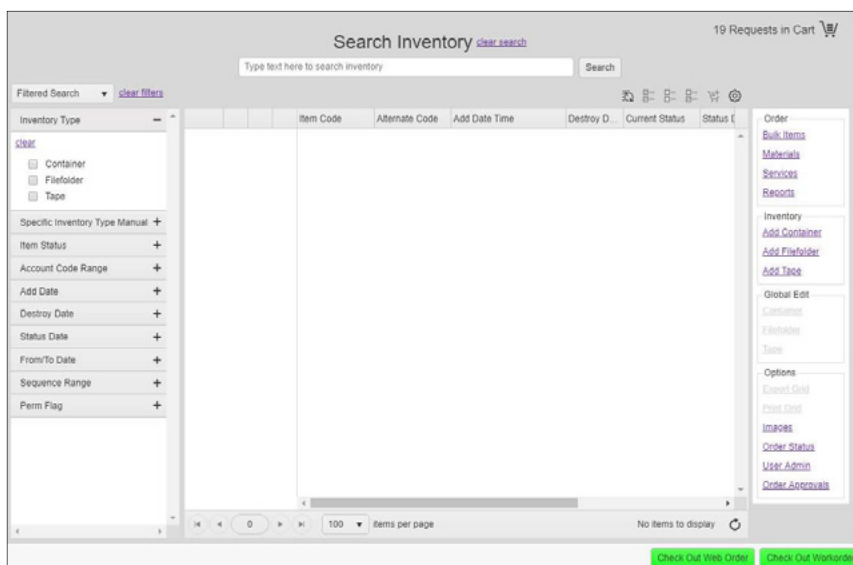 19 Requests in Cart
Search Inventory clear search
Type text here to search inventory
Search
Filtered Search
clear filters
Inventory Type
clear
Container
Filefolder
Tape
Specific Inventory Type Manual
Item Status
Account Code Range
Add Date
Destroy Date
Status Date
From/To Date
Sequence Range
Perm Flag
Item Code
Alternate Code
Add Date Time
Destroy D...
Current Status
Status D
0
100
items per page
No items to display
Order
Bulk Items
Materials
Services
Reports
Inventory
Add Container
Add Filefolder
Add Tape
Global Edit
Container
Filefolder
Tape
Options
Export Grid
Print Grid
Images
Order Status
User Admin
Order Approvals
Check Out Web Order
Check Out Workorder